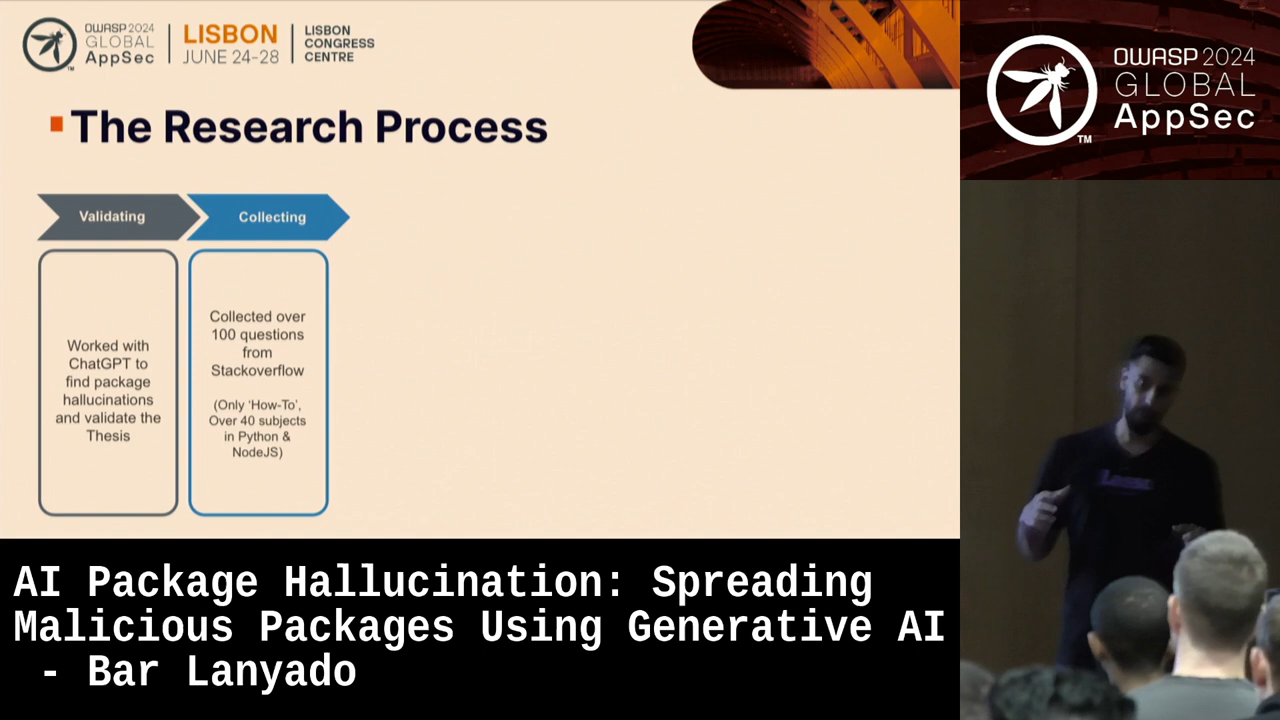 OWASP 2024
GLOBAL
AppSec
TM
LISBON
JUNE 24-28
LISBON
CONGRESS
CENTRE
The Research Process
Validating
Collecting
Worked with
ChatGPT to
find package
hallucinations
and validate the
Thesis
Collected over
100 questions
from
Stackoverflow
(Only ‘How-To’,
Over 40 subjects
in Python &
NodeJS)
AI Package Hallucination: Spreading
Malicious Packages Using Generative AI
- Bar Lanyado
OWASP 2024
GLOBAL
AppSec
TM